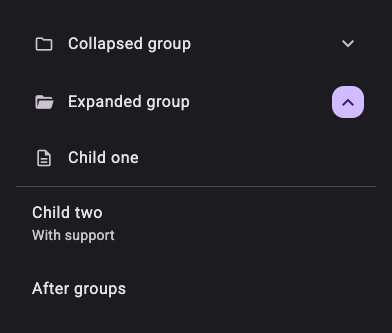 Collapsed group
Expanded group
Child one
Child two
With support
After groups